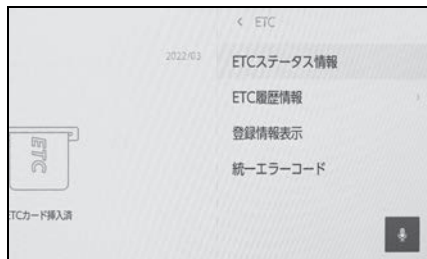 < ETC
2022/03
ETCステータス情報
ETC履歴情報
登録情報表示
統一エラーコード
ETC
ETCカード挿入済